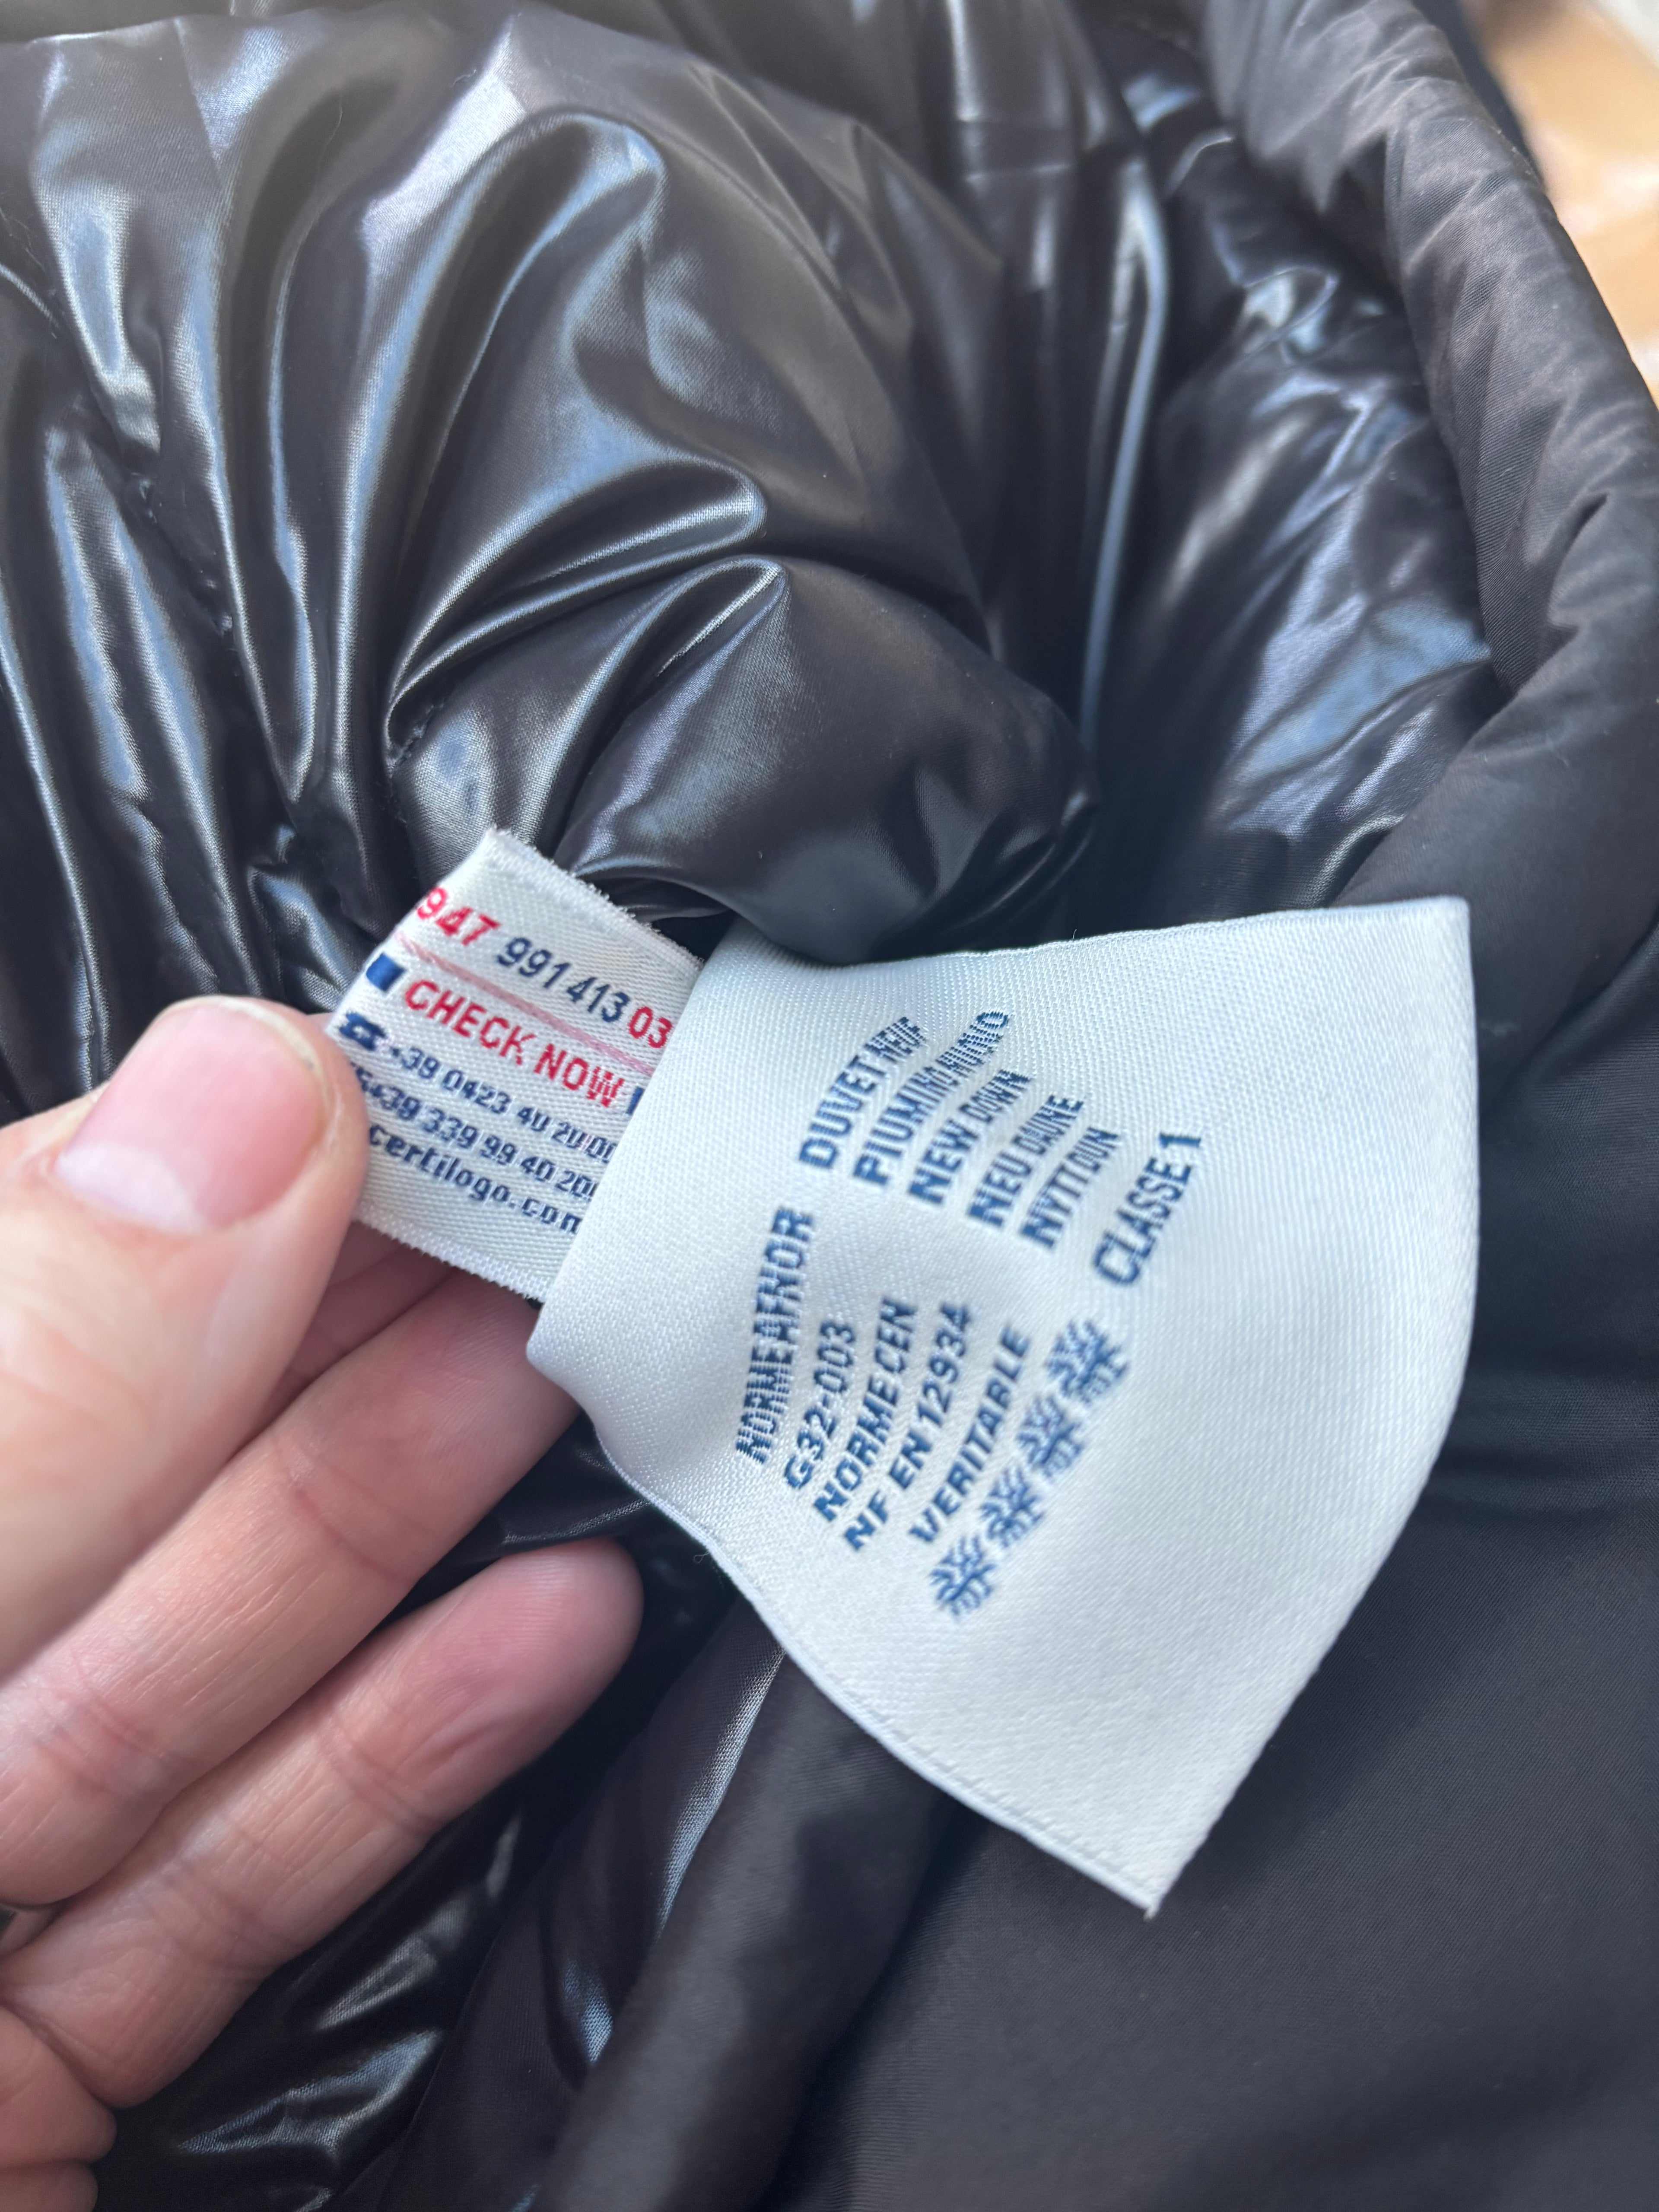 947 991413 03
CHECK NOW
+39 0423 40 20 00
+39 339 99 40 20
certilogo.com
DUVET NEUF
PIUMINO NUOVO
NEW DOWN
NEU DAUNE
NYTT DUN
CLASSE 1
NORME AFNOR
G32-003
NORME CEN
NF EN 12934
VERITABLE